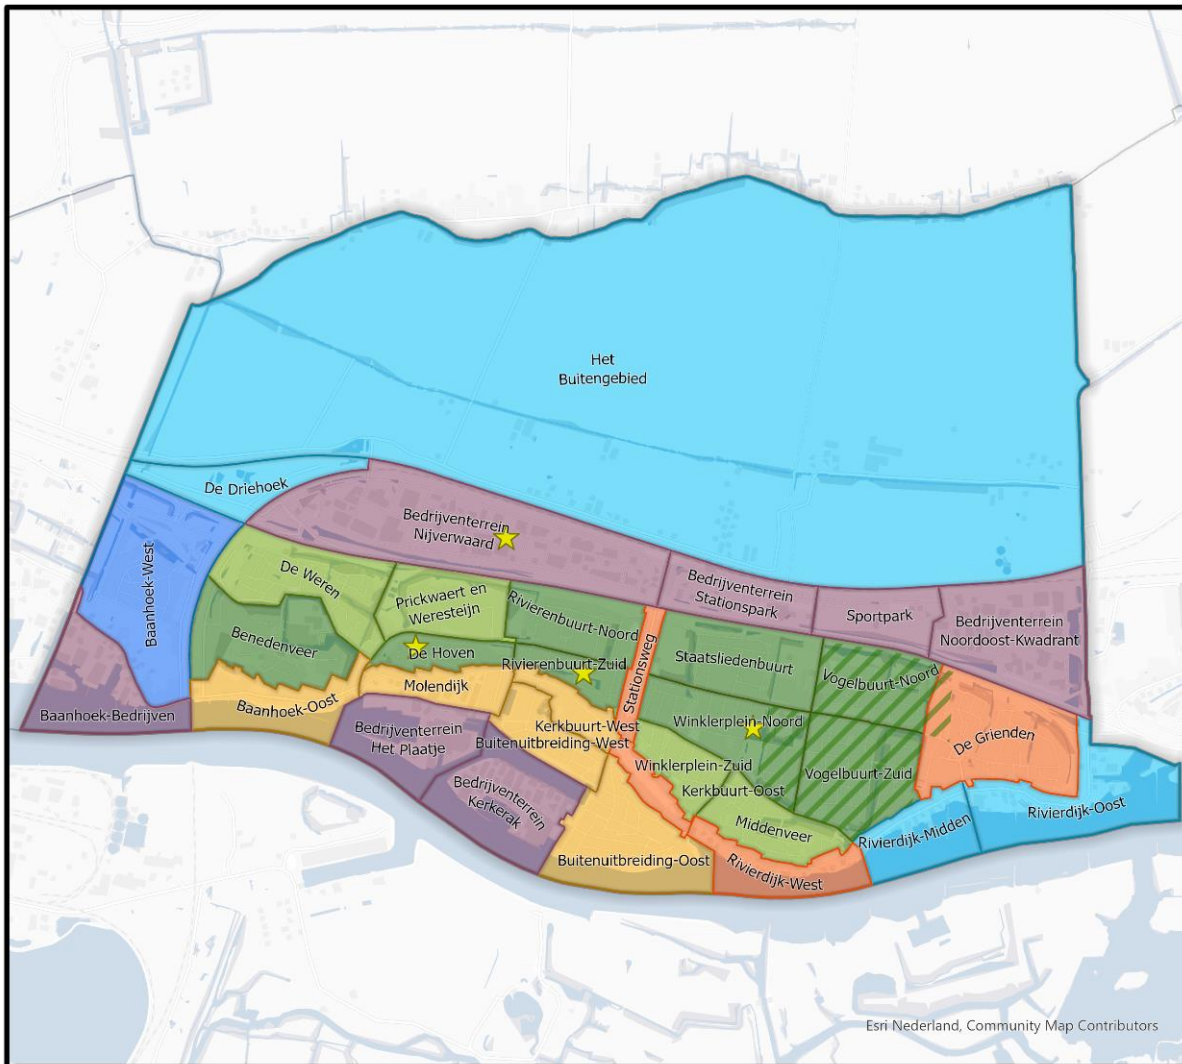 Het
Buitengebied
De Driehoek
Bedrijventerrein
Nijverwaard
Baanhoek-West
De Weren
Prickwaert en
Weresteijn
Rivierenbuurt-Noord
Bedrijventerrein
Stationspark
Sportpark
Bedrijventerrein
Noordoost-Kwadrant
Benedenveer
De Hoven
Rivierenbuurt-Zuid
Stationsweg
Staatsliedenbuurt
Vogelbuurt-Noord
Molendijk
Baanhoek-Oost
Baanhoek-Bedrijven
Bedrijventerrein
Het Plaatje
Kerkbuurt-West
Buitenuitbreiding-West
Winklerplein-Noord
De Grienden
Winklerplein-Zuid
Vogelbuurt-Zuid
Kerkbuurt-Oost
Bedrijventerrein
Kerkerak
Middenveer
Rivierdijk-Midden
Rivierdijk-Oost
Buitenuitbreiding-Oost
Rivierdijk-West
Esri Nederland, Community Map Contributors